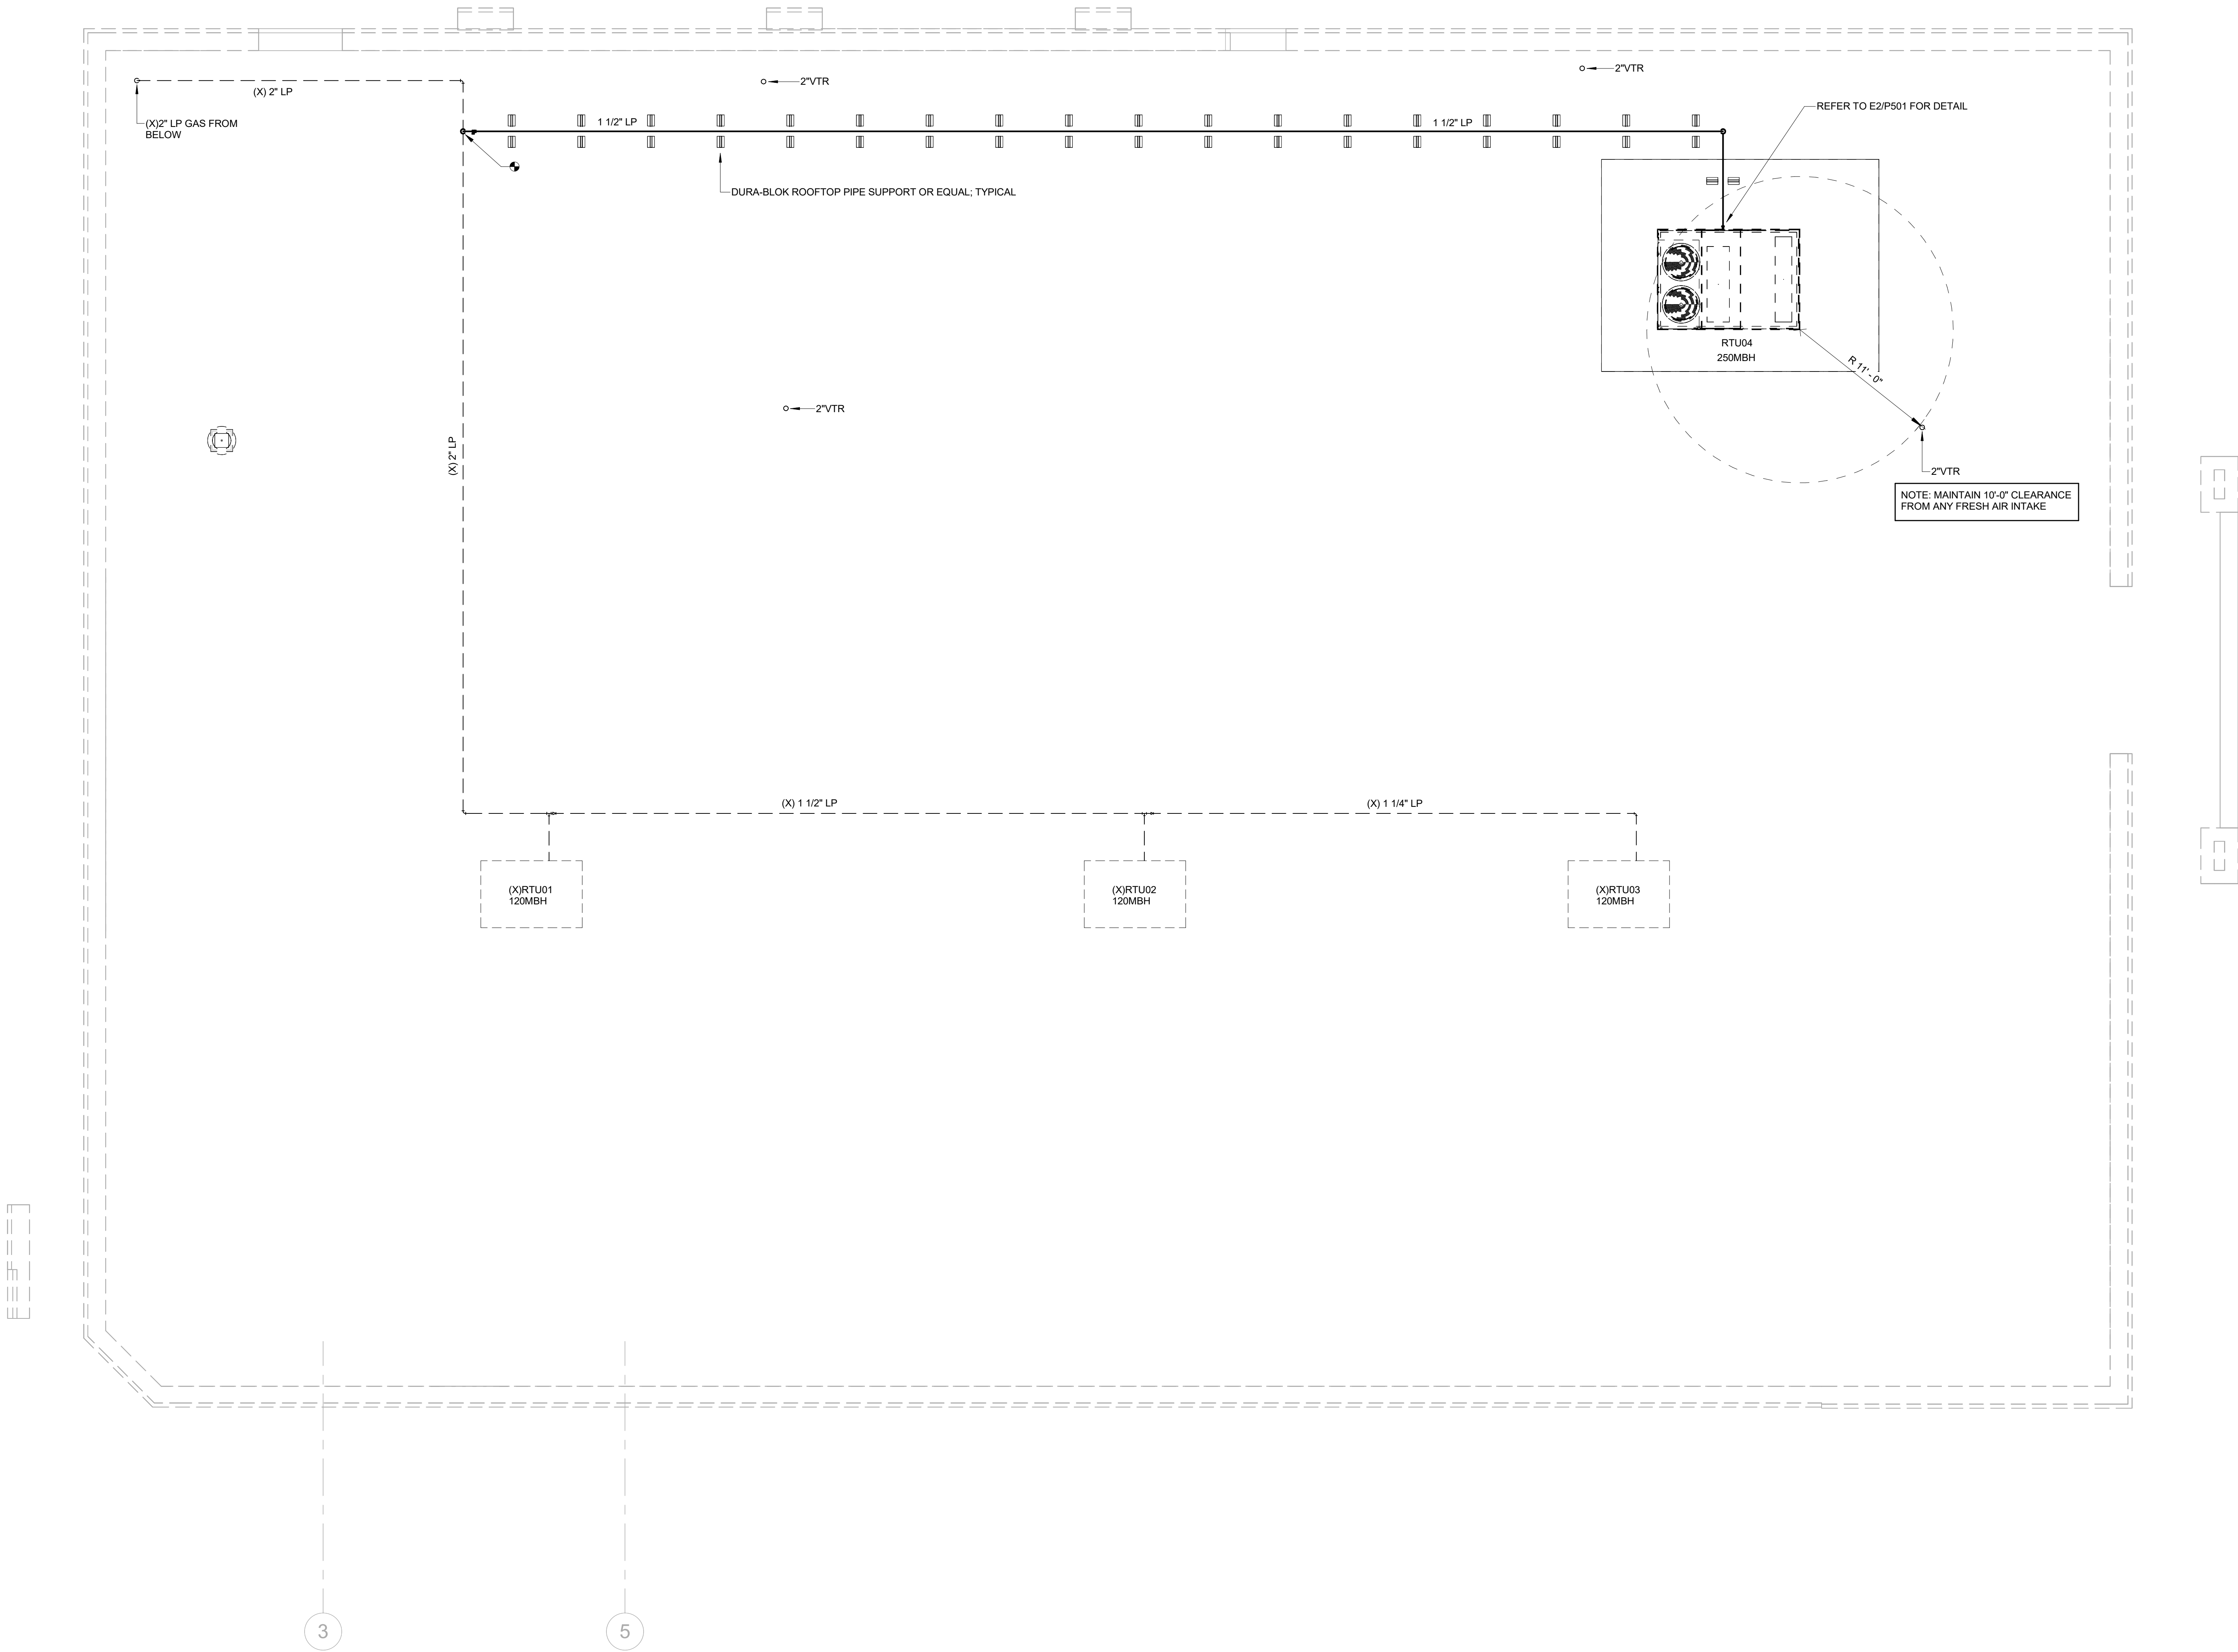 2"VTR
2"VTR
(X) 2" LP
REFER TO E2/P501 FOR DETAIL
(X)2" LP GAS FROM
BELOW
1 1/2" LP
1 1/2" LP
DURA-BLOK ROOFTOP PIPE SUPPORT OR EQUAL; TYPICAL
RTU04
250MBH
R 11' - 0"
2"VTR
(X) 2" LP
2"VTR
NOTE: MAINTAIN 10'-0" CLEARANCE
FROM ANY FRESH AIR INTAKE
(X) 1 1/2" LP
(X) 1 1/4" LP
(X)RTU01
120MBH
(X)RTU02
120MBH
(X)RTU03
120MBH
3
5